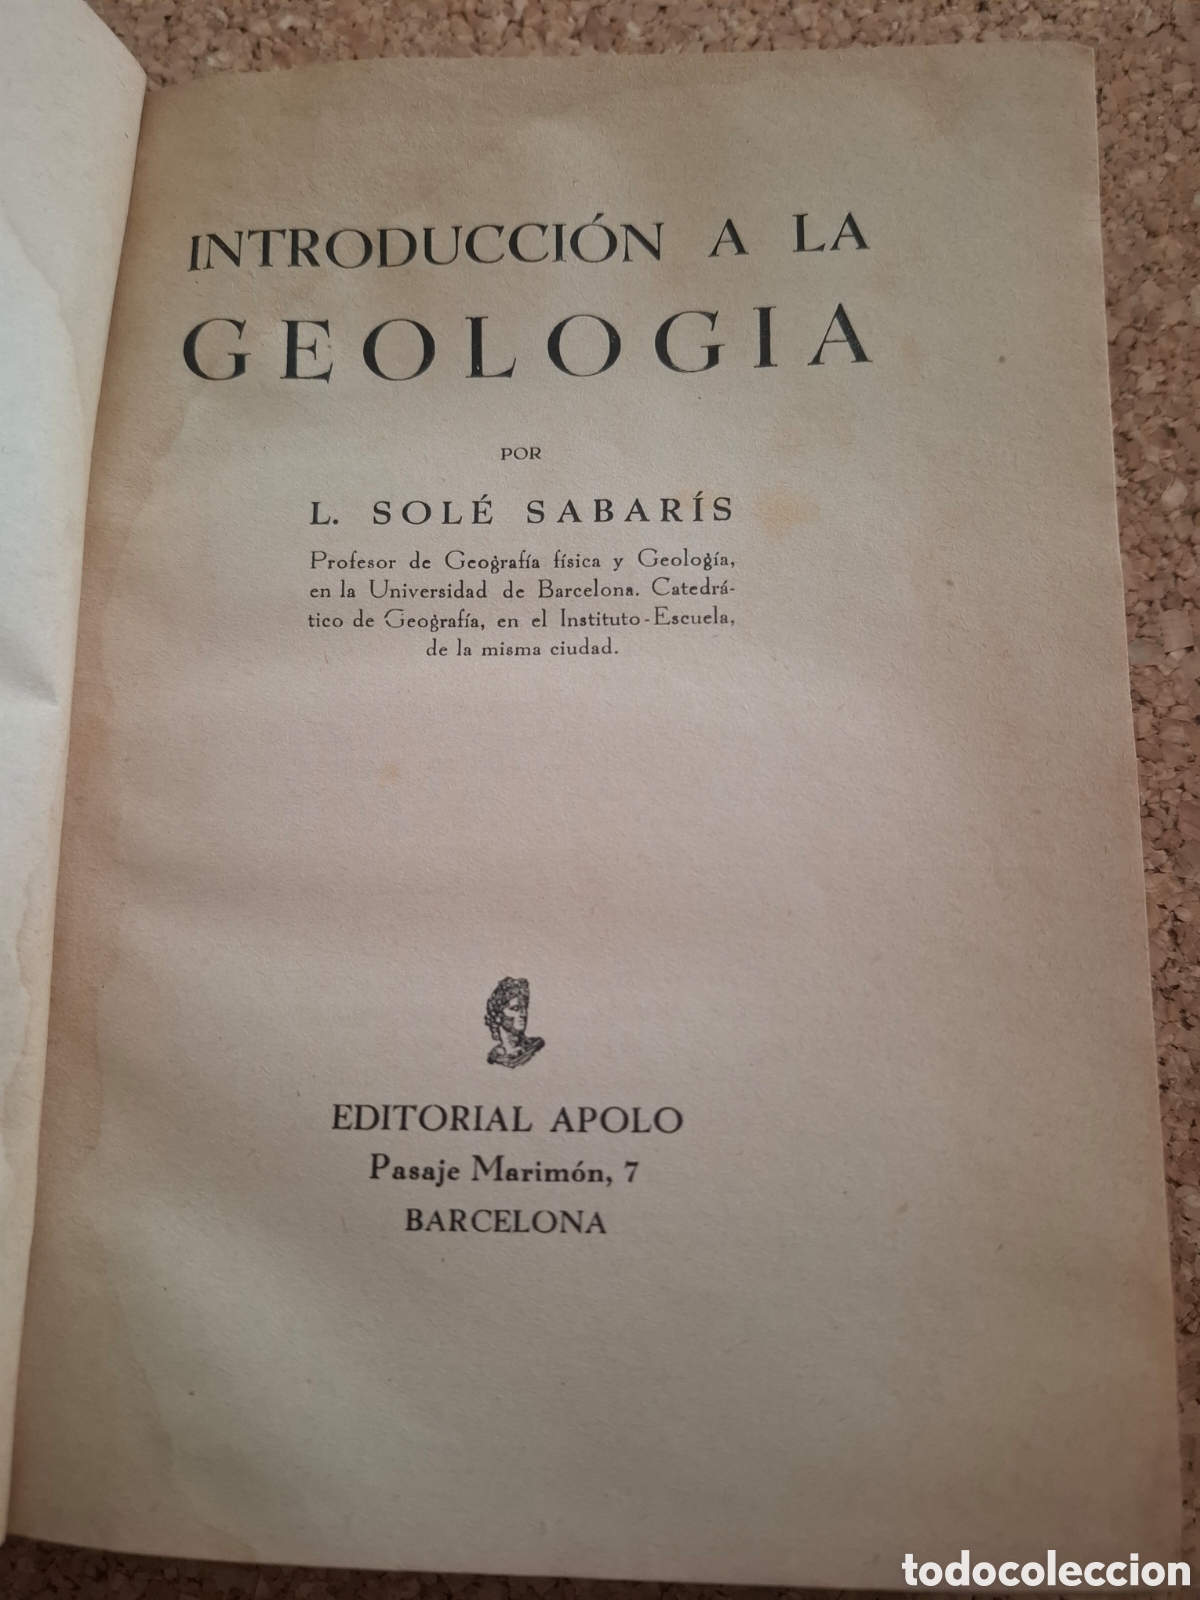 INTRODUCCIÓN A LA
GEOLOGIA
POR
L. SOLÉ SABARÍS
Profesor de Geografía física y Geología,
en la Universidad de Barcelona. Catedrá-
tico de Geografía, en el Instituto-Escuela,
de la misma ciudad.
EDITORIAL APOLO
Pasaje Marimón, 7
BARCELONA
todocoleccion